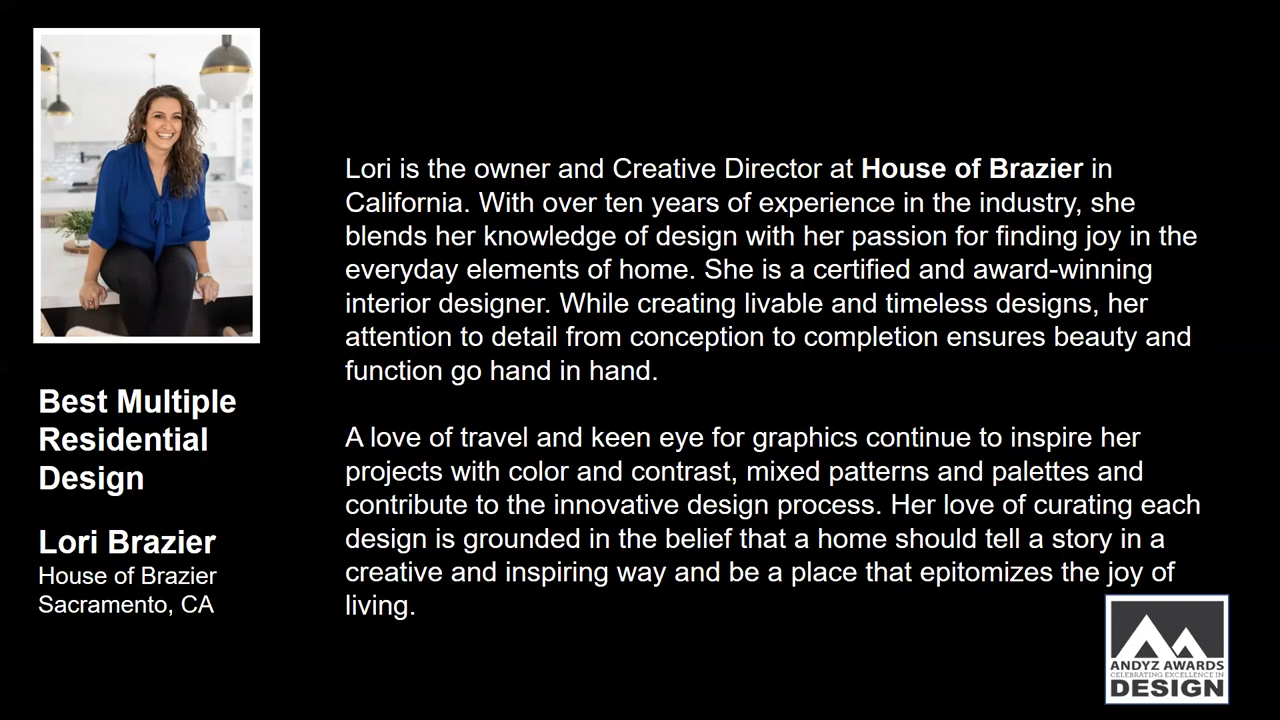 Best Multiple
Residential
Design
Lori Brazier
House of Brazier
Sacramento, CA
Lori is the owner and Creative Director at House of Brazier in
California. With over ten years of experience in the industry, she
blends her knowledge of design with her passion for finding joy in the
everyday elements of home. She is a certified and award-winning
interior designer. While creating livable and timeless designs, her
attention to detail from conception to completion ensures beauty and
function go hand in hand.
A love of travel and keen eye for graphics continue to inspire her
projects with color and contrast, mixed patterns and palettes and
contribute to the innovative design process. Her love of curating each
design is grounded in the belief that a home should tell a story in a
creative and inspiring way and be a place that epitomizes the joy of
living.
ANDYZ AWARDS
CELEBRATING EXCELLENCE IN
DESIGN